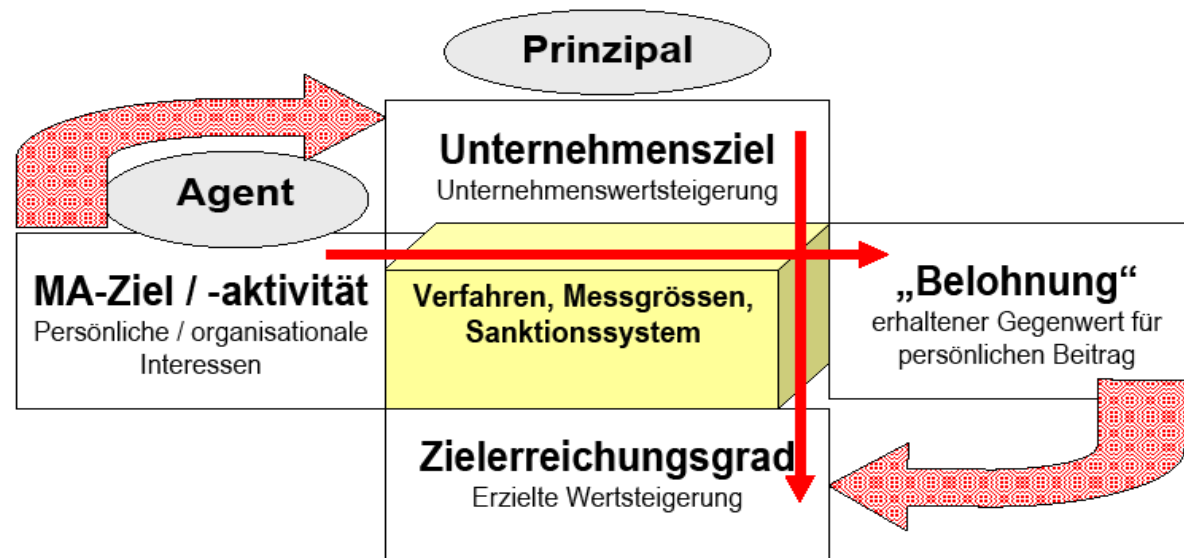 Prinzipal
Unternehmensziel
Unternehmenswertsteigerung
Agent
MA-Ziel / -aktivität
Persönliche / organisationale
Interessen
Verfahren, Messgrössen,
Sanktionssystem
„Belohnung“
erhaltener Gegenwert für
persönlichen Beitrag
Zielerreichungsgrad
Erzielte Wertsteigerung